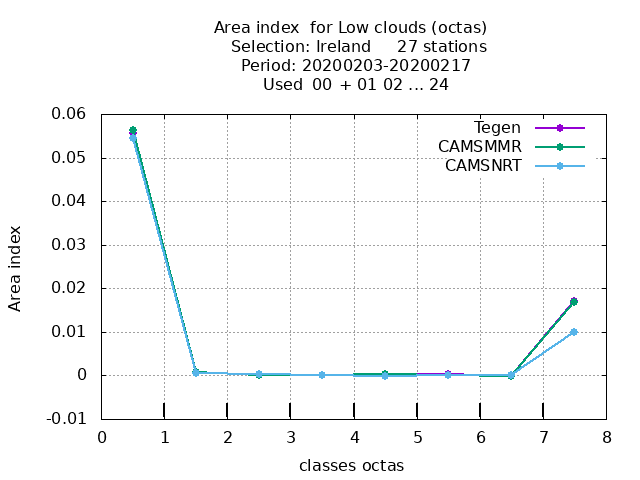 Area index  for Low clouds (octas)
Selection: Ireland     27 stations
Period: 20200203-20200217
Used  00 + 01 02 ... 24
Tegen
CAMSMMR
CAMSNRT
0.06
0.05
0.04
0.03
0.02
0.01
0
-0.01
Area index
0 1 2 3 4 5 6 7 8
classes octas